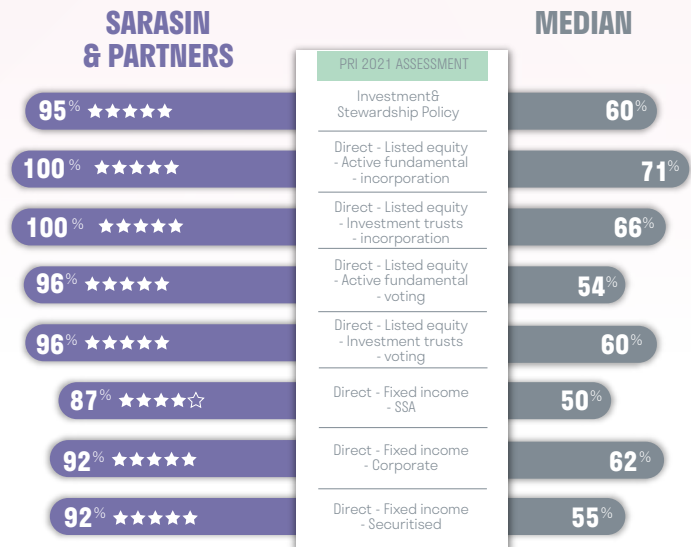 SARASIN
& PARTNERS
MEDIAN
PRI 2021 ASSESSMENT
95% ★★★★★
Investment&
Stewardship Policy
60%
100% ★★★★★
Direct - Listed equity
- Active fundamental
- incorporation
71%
100% ★★★★★
Direct - Listed equity
- Investment trusts
- incorporation
66%
96% ★★★★★
Direct - Listed equity
- Active fundamental
- voting
54%
96% ★★★★★
Direct - Listed equity
- Investment trusts
- voting
60%
87% ★★★★☆
Direct - Fixed income
- SSA
50%
92% ★★★★★
Direct - Fixed income
- Corporate
62%
92% ★★★★★
Direct - Fixed income
- Securitised
55%